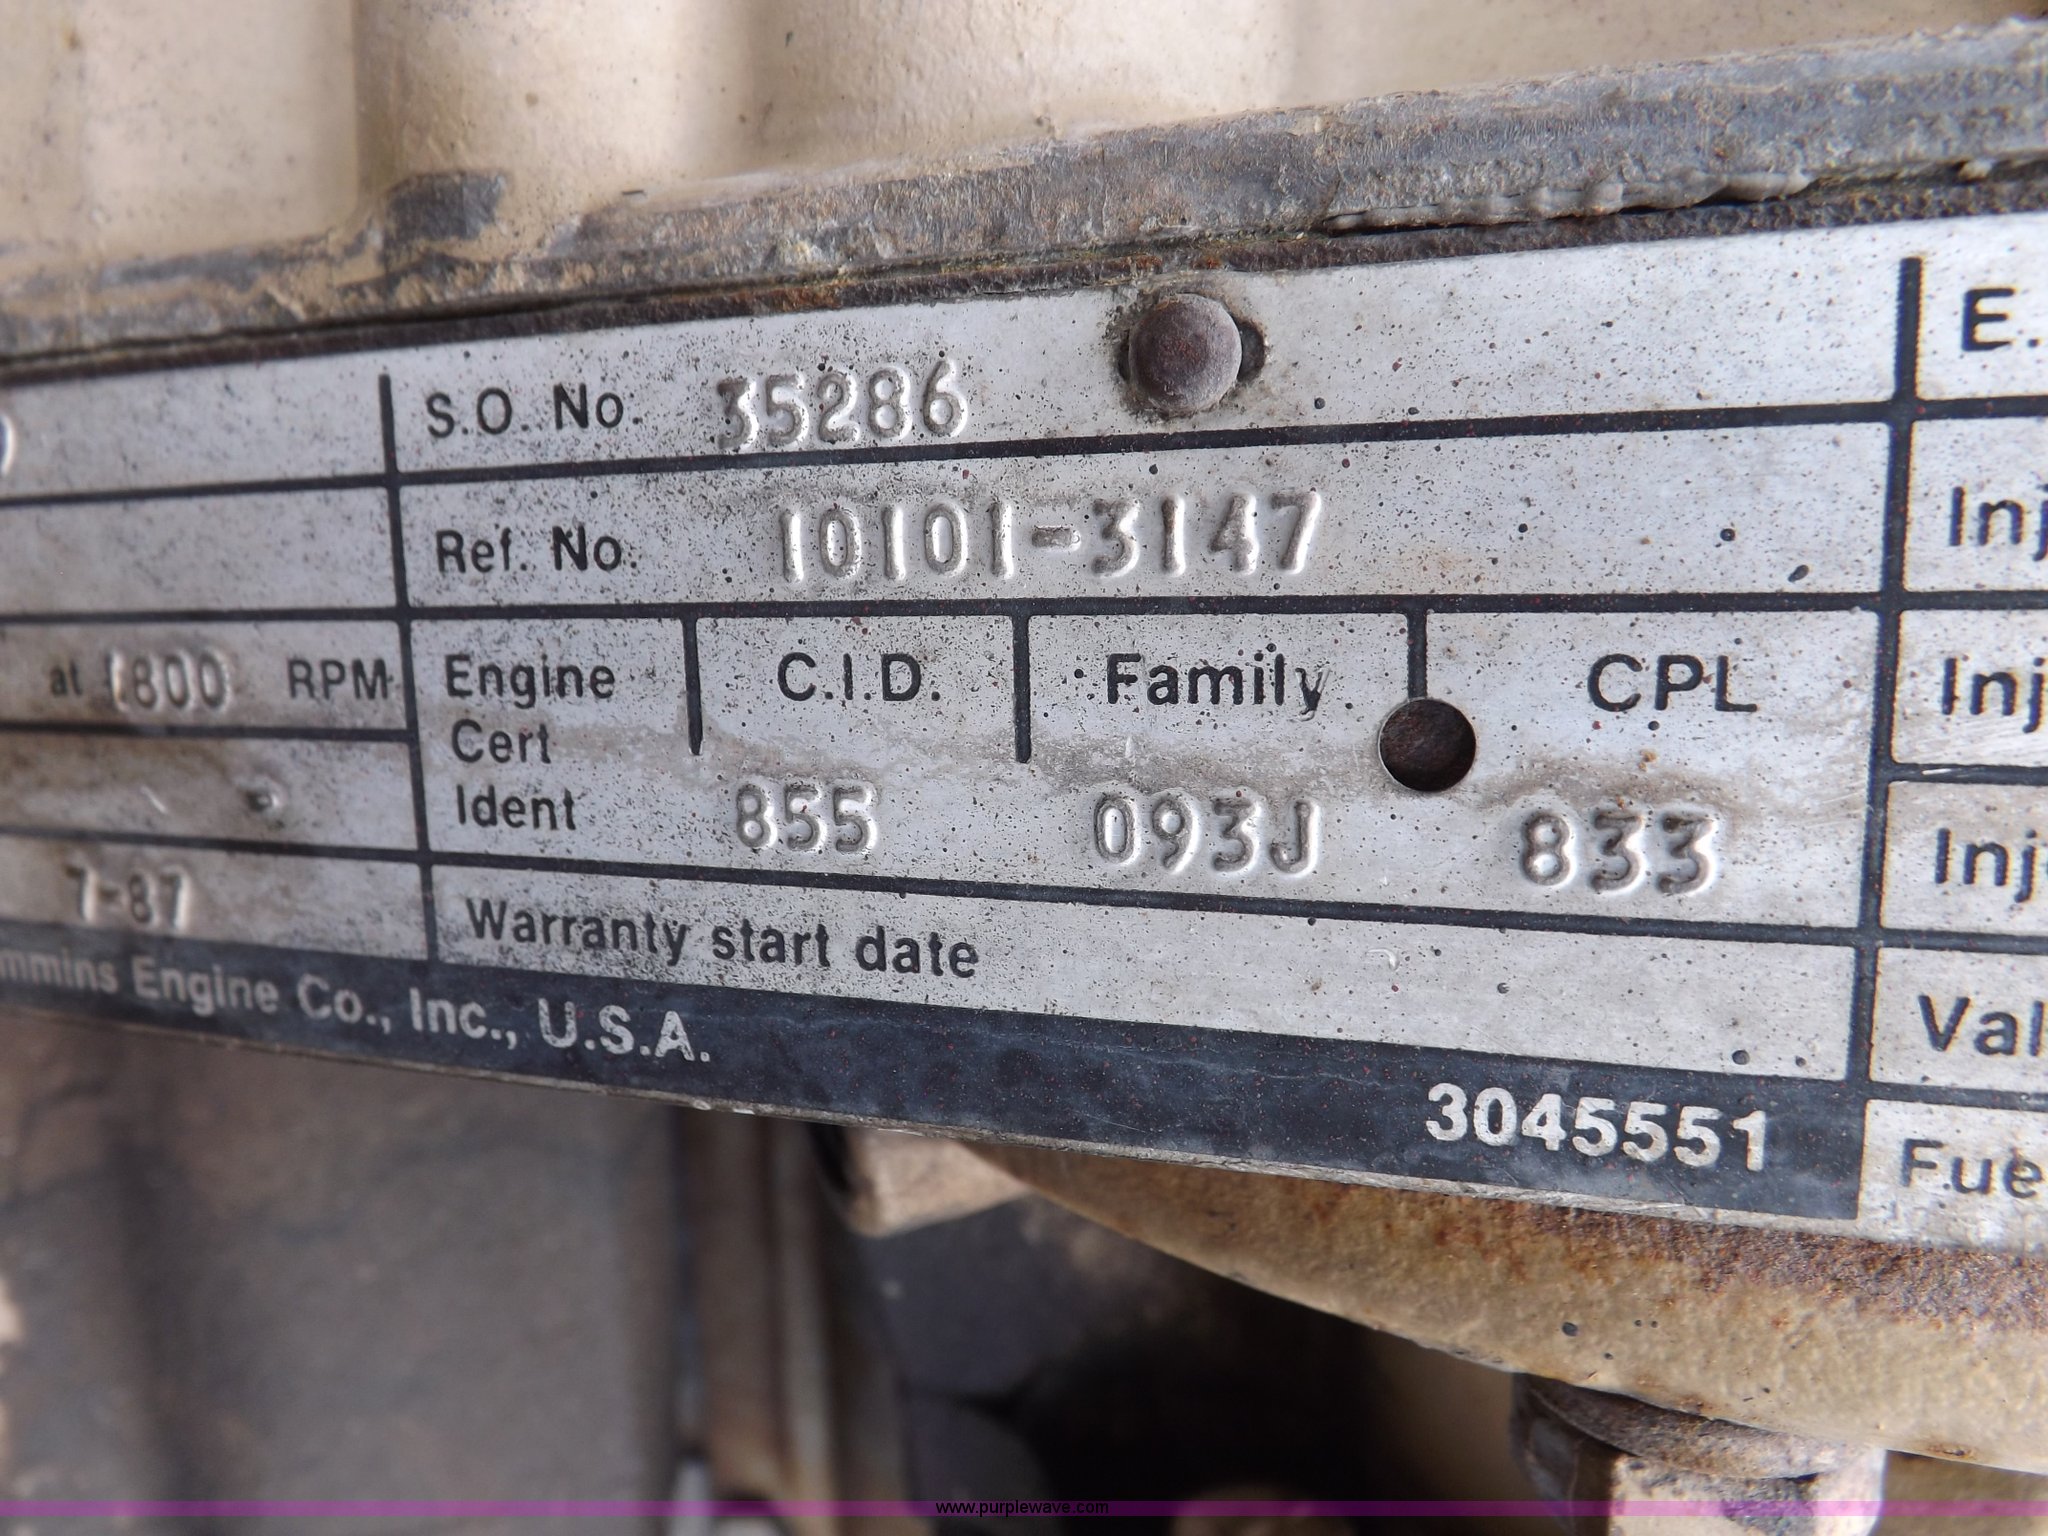 S.O. No. 35286
E.
Ref. No. 10101-3147
Inj
at 1800 RPM
Engine Cert Ident
C.I.D. Family CPL
855 093J 833
Inj
Inj
7-87
Warranty start date
Val
mmins Engine Co., Inc., U.S.A.
3045551
Fue
www.purplewave.com